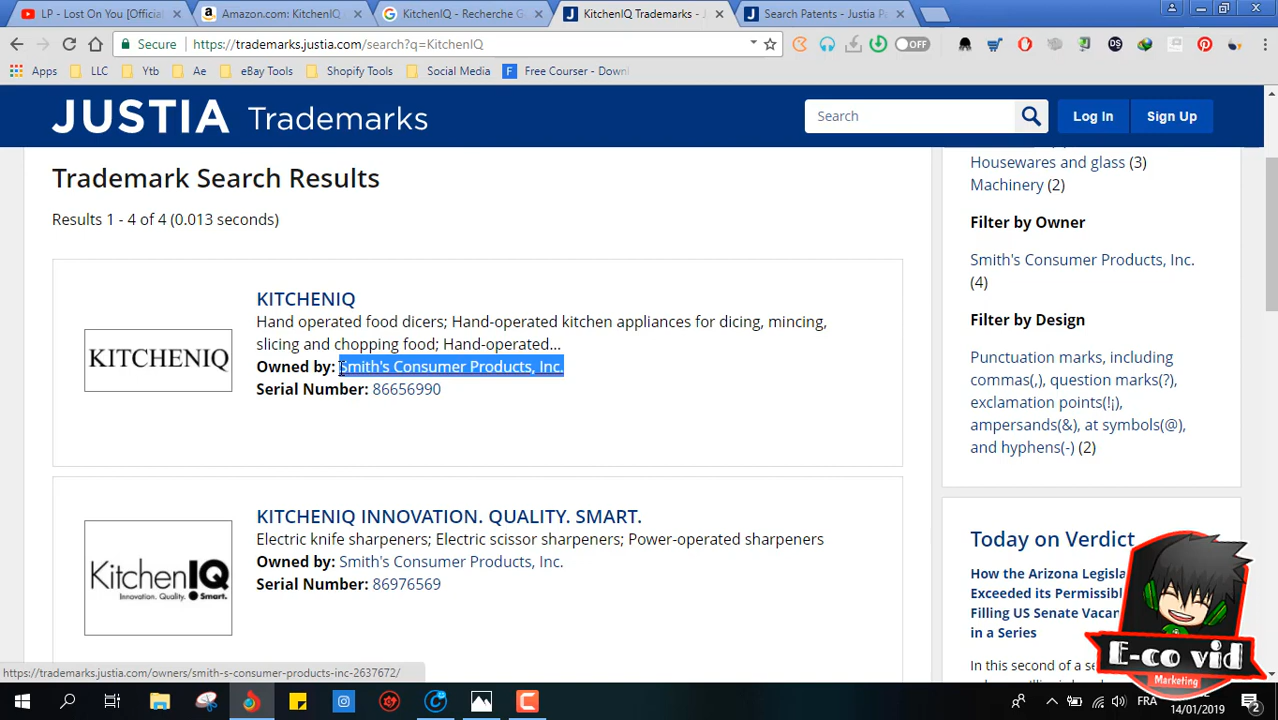 LP - Lost On You [Official
Amazon.com: KitchenIQ
KitchenIQ - Recherche G
KitchenIQ Trademarks -
Search Patents - Justia P
Secure
https://trademarks.justia.com/search?q=KitchenIQ
OFF
Apps
LLC
Ytb
Ae
eBay Tools
Shopify Tools
Social Media
Free Courser - Downl
JUSTIA Trademarks
Search
Log In
Sign Up
Trademark Search Results
Results 1 - 4 of 4 (0.013 seconds)
KITCHENIQ
KITCHENIQ
Hand operated food dicers; Hand-operated kitchen appliances for dicing, mincing,
slicing and chopping food; Hand-operated...
Owned by: Smith's Consumer Products, Inc.
Serial Number: 86656990
KitchenIQ
Innovation. Quality. Smart.
KITCHENIQ INNOVATION. QUALITY. SMART.
Electric knife sharpeners; Electric scissor sharpeners; Power-operated sharpeners
Owned by: Smith's Consumer Products, Inc.
Serial Number: 86976569
Housewares and glass (3)
Machinery (2)
Filter by Owner
Smith's Consumer Products, Inc.
(4)
Filter by Design
Punctuation marks, including
commas(,), question marks(?),
exclamation points(!¡),
ampersands(&), at symbols(@),
and hyphens(-) (2)
Today on Verdict
How the Arizona Legisla
Exceeded its Permissibl
Filling US Senate Vacan
in a Series
In this second of a se
E-co vid
Marketing
https://trademarks.justia.com/owners/smith-s-consumer-products-inc-2637672/
FRA
14/01/2019
2